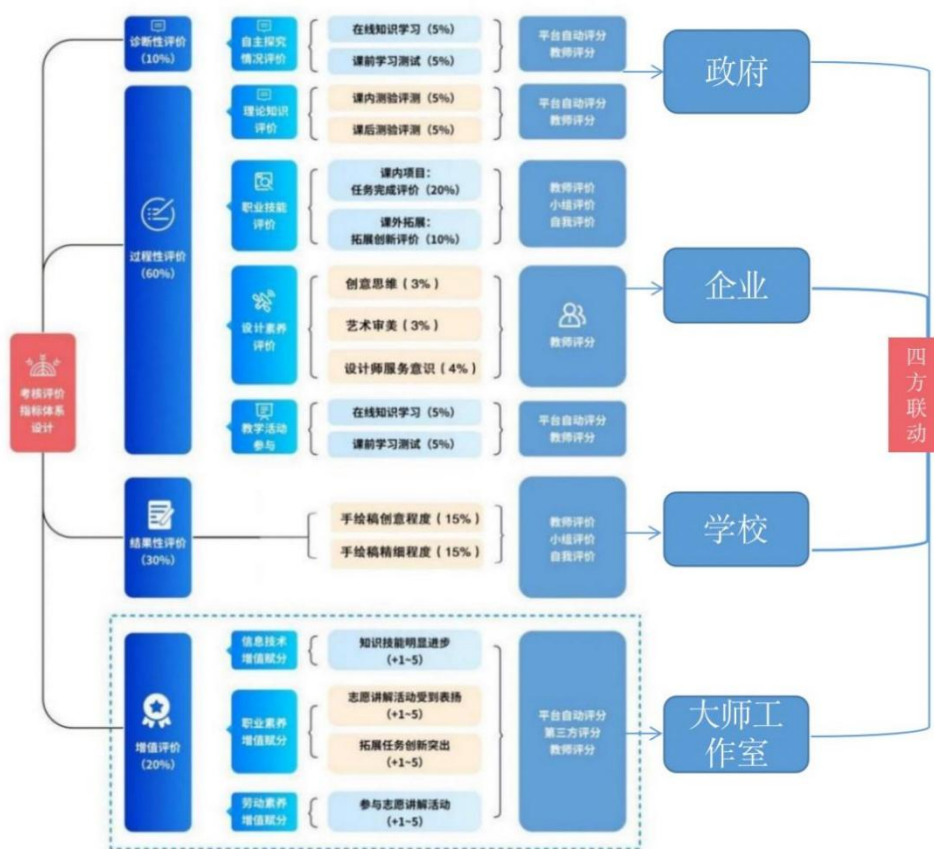 考核评价
指标体系
设计
诊断性评价
(10%)
自主探究
情况评价
在线知识学习（5%）
课前学习测试（5%）
平台自动评分
教师评分
政府
过程性评价
(60%)
理论知识
评价
课内测验评测（5%）
课后测验评测（5%）
平台自动评分
教师评分
职业技能
评价
课内项目：
任务完成评价（20%）
课外拓展：
拓展创新评价（10%）
教师评价
小组评价
自我评价
设计素养
评价
创意思维（3%）
艺术审美（3%）
设计师服务意识（4%）
教师评分
企业
教学活动
参与
在线知识学习（5%）
课前学习测试（5%）
平台自动评分
教师评分
结果性评价
(30%)
手绘稿创意程度（15%）
手绘稿精细程度（15%）
教师评价
小组评价
自我评价
学校
增值评价
(20%)
信息技术
增值赋分
知识技能明显进步
(+1~5)
职业素养
增值赋分
志愿讲解活动受到表扬
(+1~5)
拓展任务创新突出
(+1~5)
劳动素养
增值赋分
参与志愿讲解活动
(+1~5)
平台自动评分
第三方评分
教师评分
大师工
作室
四
方
联
动